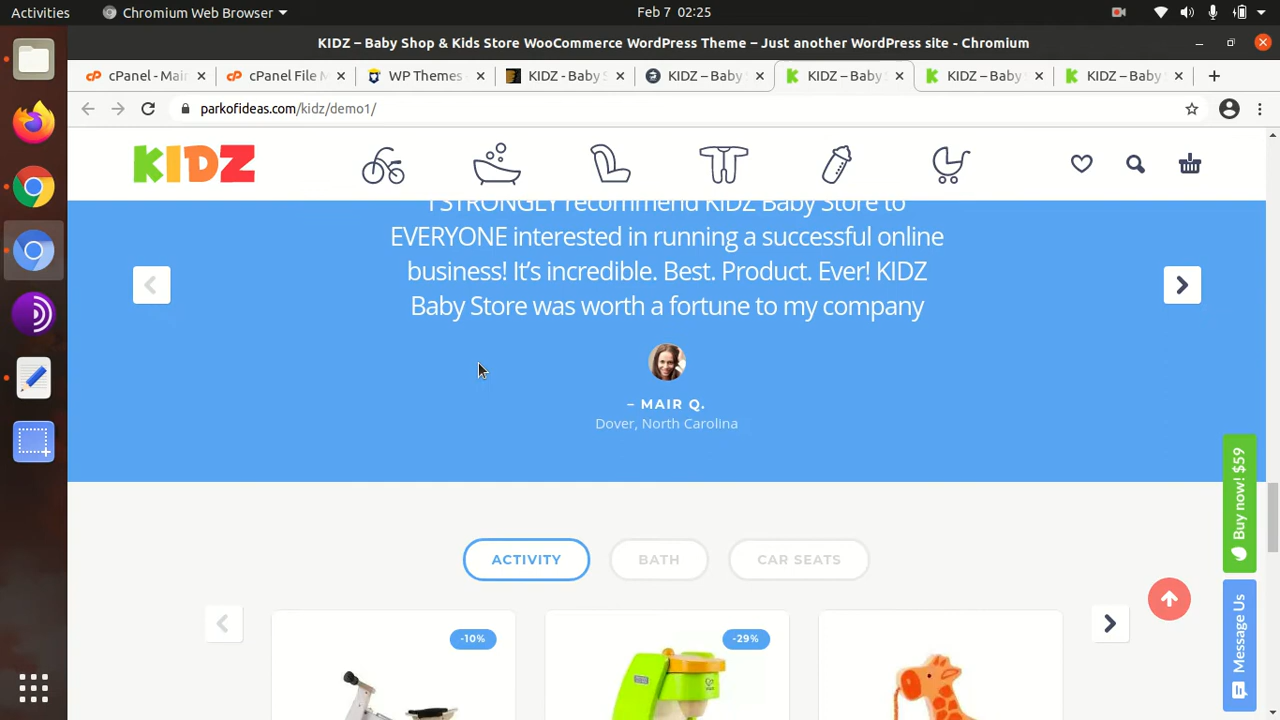 Activities
Chromium Web Browser
Feb 7 02:25
KIDZ – Baby Shop & Kids Store WooCommerce WordPress Theme – Just another WordPress site - Chromium
cPanel - Mai
cPanel File M
WP Themes
KIDZ - Baby S
KIDZ – Baby
KIDZ – Baby
KIDZ – Baby
KIDZ – Baby
parkofideas.com/kidz/demo1/
KIDZ
I STRONGLY recommend KIDZ Baby Store to
EVERYONE interested in running a successful online
business! It’s incredible. Best. Product. Ever! KIDZ
Baby Store was worth a fortune to my company
– MAIR Q.
Dover, North Carolina
Buy now! $59
ACTIVITY
BATH
CAR SEATS
Message Us
-10%
-29%